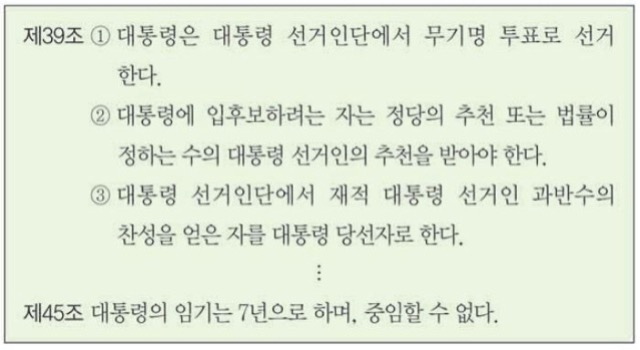 제39조 ① 대통령은 대통령 선거인단에서 무기명 투표로 선거
한다.
② 대통령에 입후보하려는 자는 정당의 추천 또는 법률이
정하는 수의 대통령 선거인의 추천을 받아야 한다.
③ 대통령 선거인단에서 재적 대통령 선거인 과반수의
찬성을 얻은 자를 대통령 당선자로 한다.
⋮
제45조 대통령의 임기는 7년으로 하며, 중임할 수 없다.